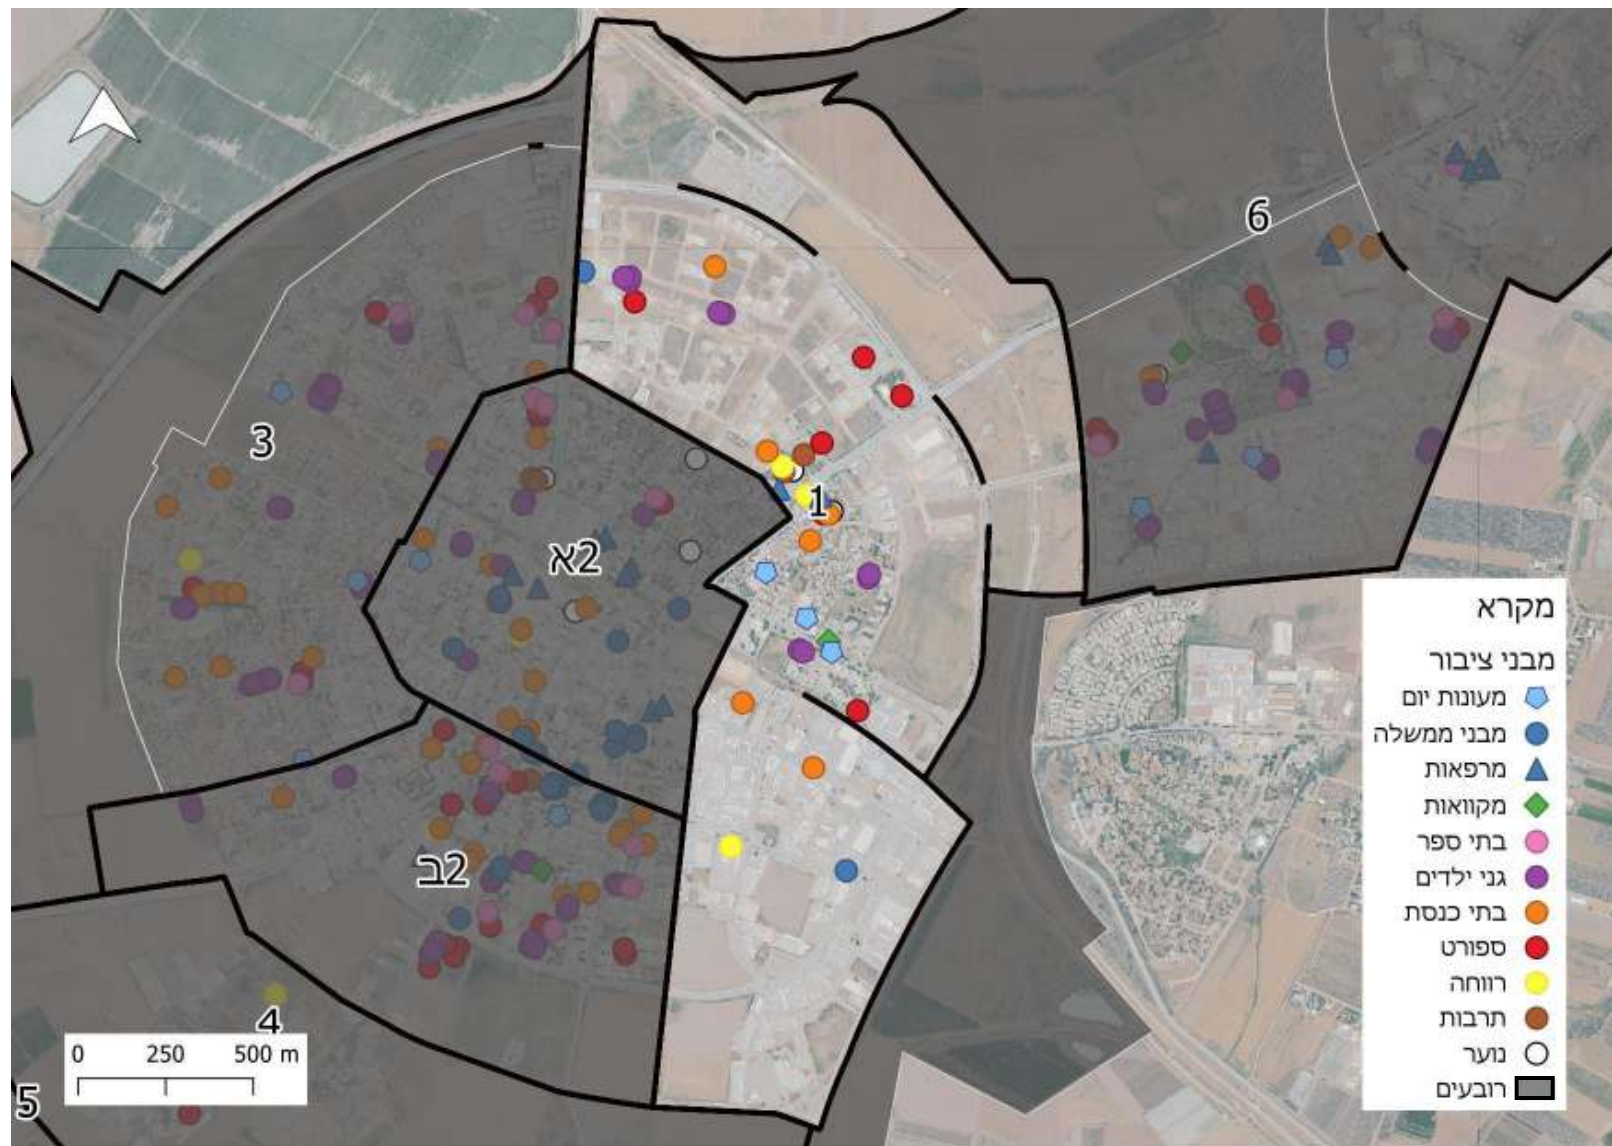 6
3
1
2א
2ב
4
5
0 250 500 m
מקרא
מבני ציבור
מעונות יום
מבני ממשלה
מרפאות
מקוואות
בתי ספר
גני ילדים
בתי כנסת
ספורט
רווחה
תרבות
נוער
רובעים